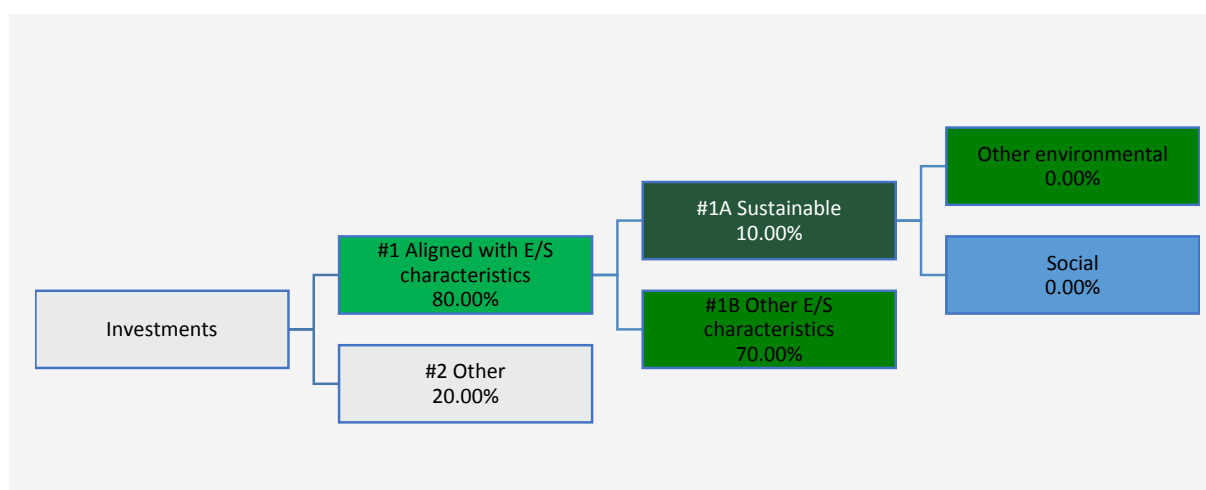 Investments
#1 Aligned with E/S
characteristics
80.00%
#2 Other
20.00%
#1A Sustainable
10.00%
#1B Other E/S
characteristics
70.00%
Other environmental
0.00%
Social
0.00%